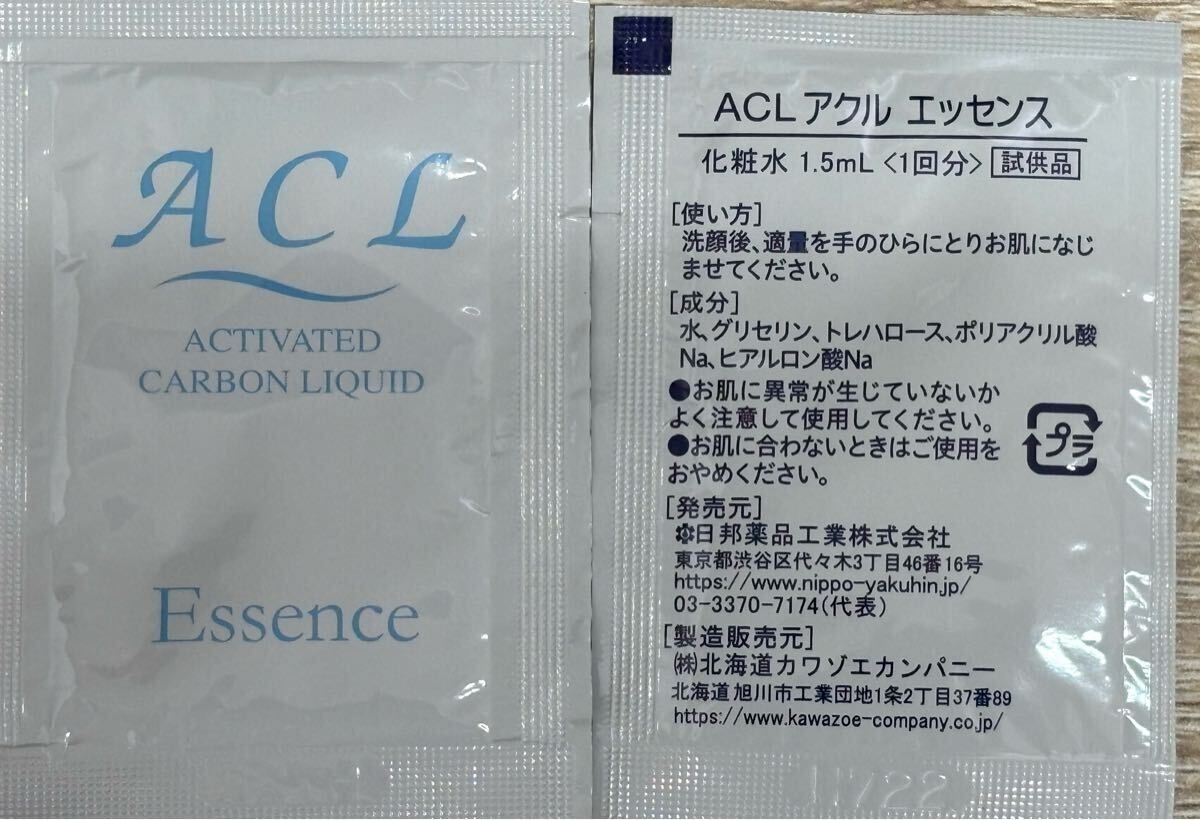 ACL
ACTIVATED
CARBON LIQUID
Essence
ACL アクル エッセンス
化粧水 1.5mL <1回分> 試供品
[使い方]
洗顔後、適量を手のひらにとりお肌になじ
ませてください。
[成分]
水、グリセリン、トレハロース、ポリアクリル酸
Na、ヒアルロン酸Na
●お肌に異常が生じていないか
よく注意して使用してください。
●お肌に合わないときはご使用を
おやめください。
プラ
[発売元]
日邦薬品工業株式会社
東京都渋谷区代々木3丁目46番16号
https://www.nippo-yakuhin.jp/
03-3370-7174(代表)
[製造販売元]
㈱北海道カワゾエカンパニー
北海道旭川市工業団地1条2丁目37番89
https://www.kawazoe-company.co.jp/